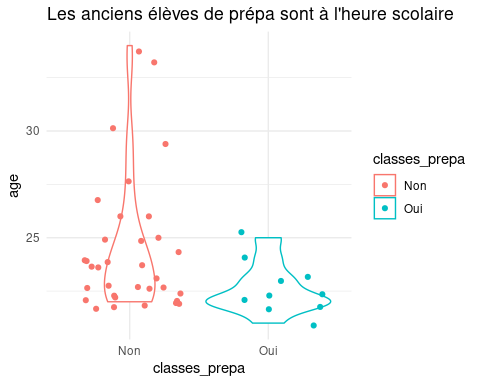 Les anciens élèves de prépa sont à l'heure scolaire
30
25
age
Non
Oui
classes_prepa
classes_prepa
Non
Oui